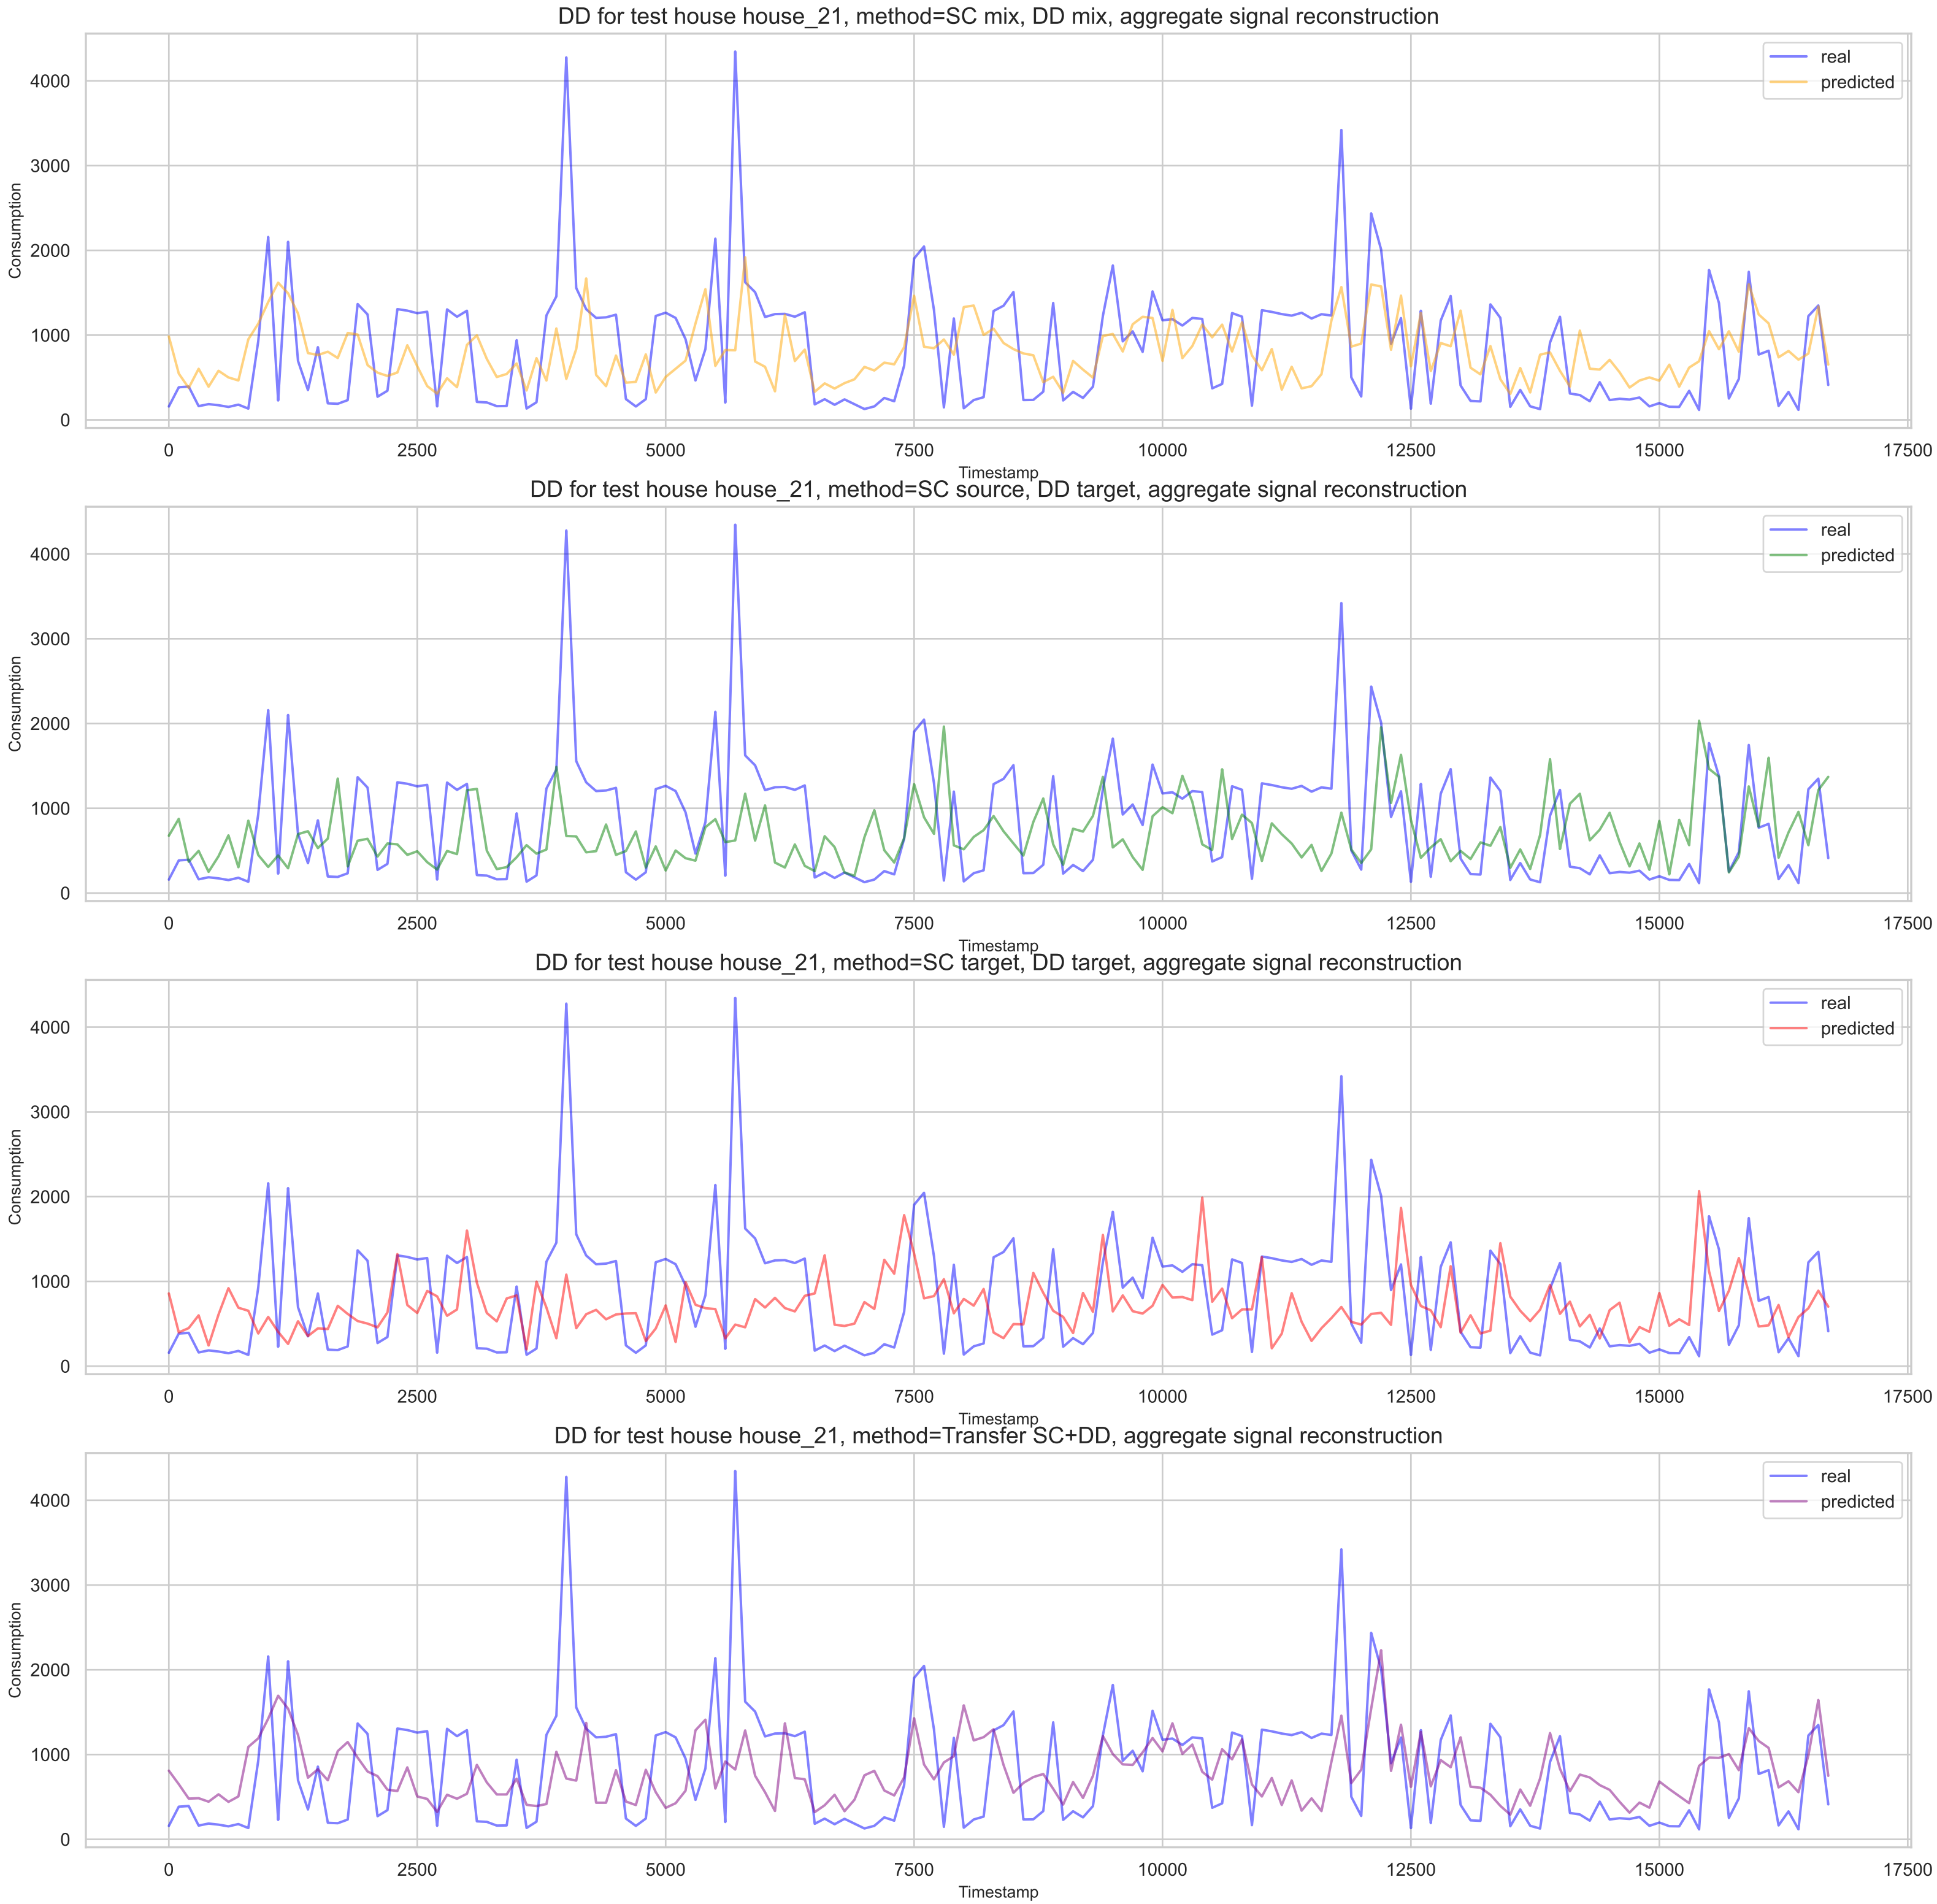 DD for test house house_21, method=SC mix, DD mix, aggregate signal reconstruction
real
predicted
4000
3000
2000
1000
0
Consumption
0 2500 5000 7500 10000 12500 15000 17500
Timestamp
DD for test house house_21, method=SC source, DD target, aggregate signal reconstruction
real
predicted
4000
3000
2000
1000
0
Consumption
0 2500 5000 7500 10000 12500 15000 17500
Timestamp
DD for test house house_21, method=SC target, DD target, aggregate signal reconstruction
real
predicted
4000
3000
2000
1000
0
Consumption
0 2500 5000 7500 10000 12500 15000 17500
Timestamp
DD for test house house_21, method=Transfer SC+DD, aggregate signal reconstruction
real
predicted
4000
3000
2000
1000
0
Consumption
0 2500 5000 7500 10000 12500 15000 17500
Timestamp